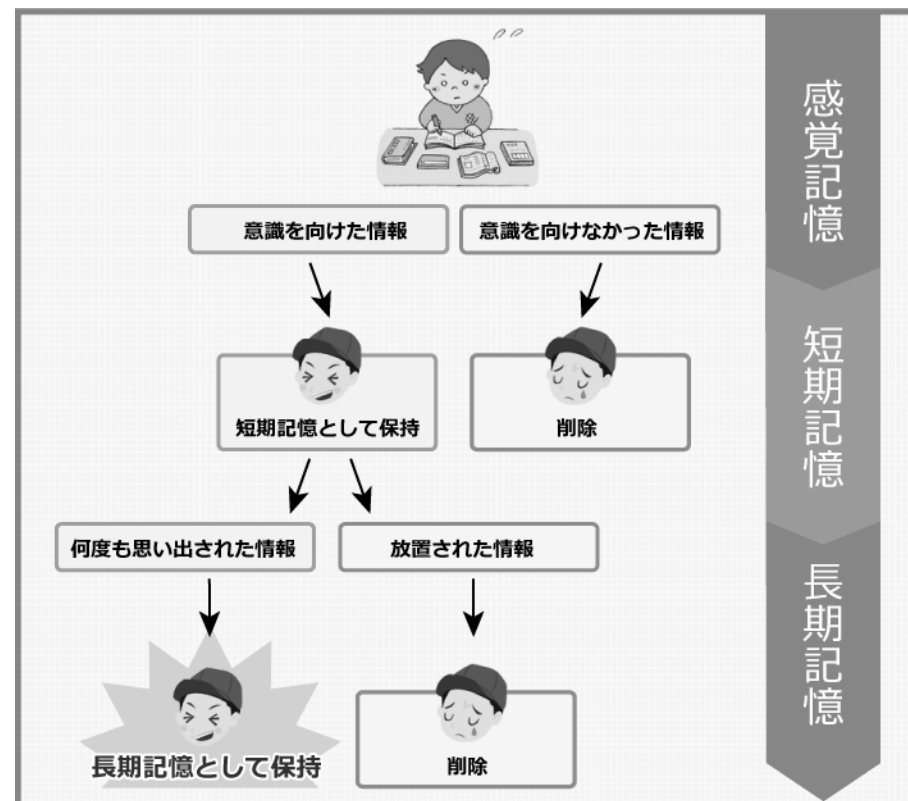 意識を向けた情報
意識を向けなかった情報
短期記憶として保持
削除
何度も思い出された情報
放置された情報
長期記憶として保持
削除
感覚記憶
短期記憶
長期記憶